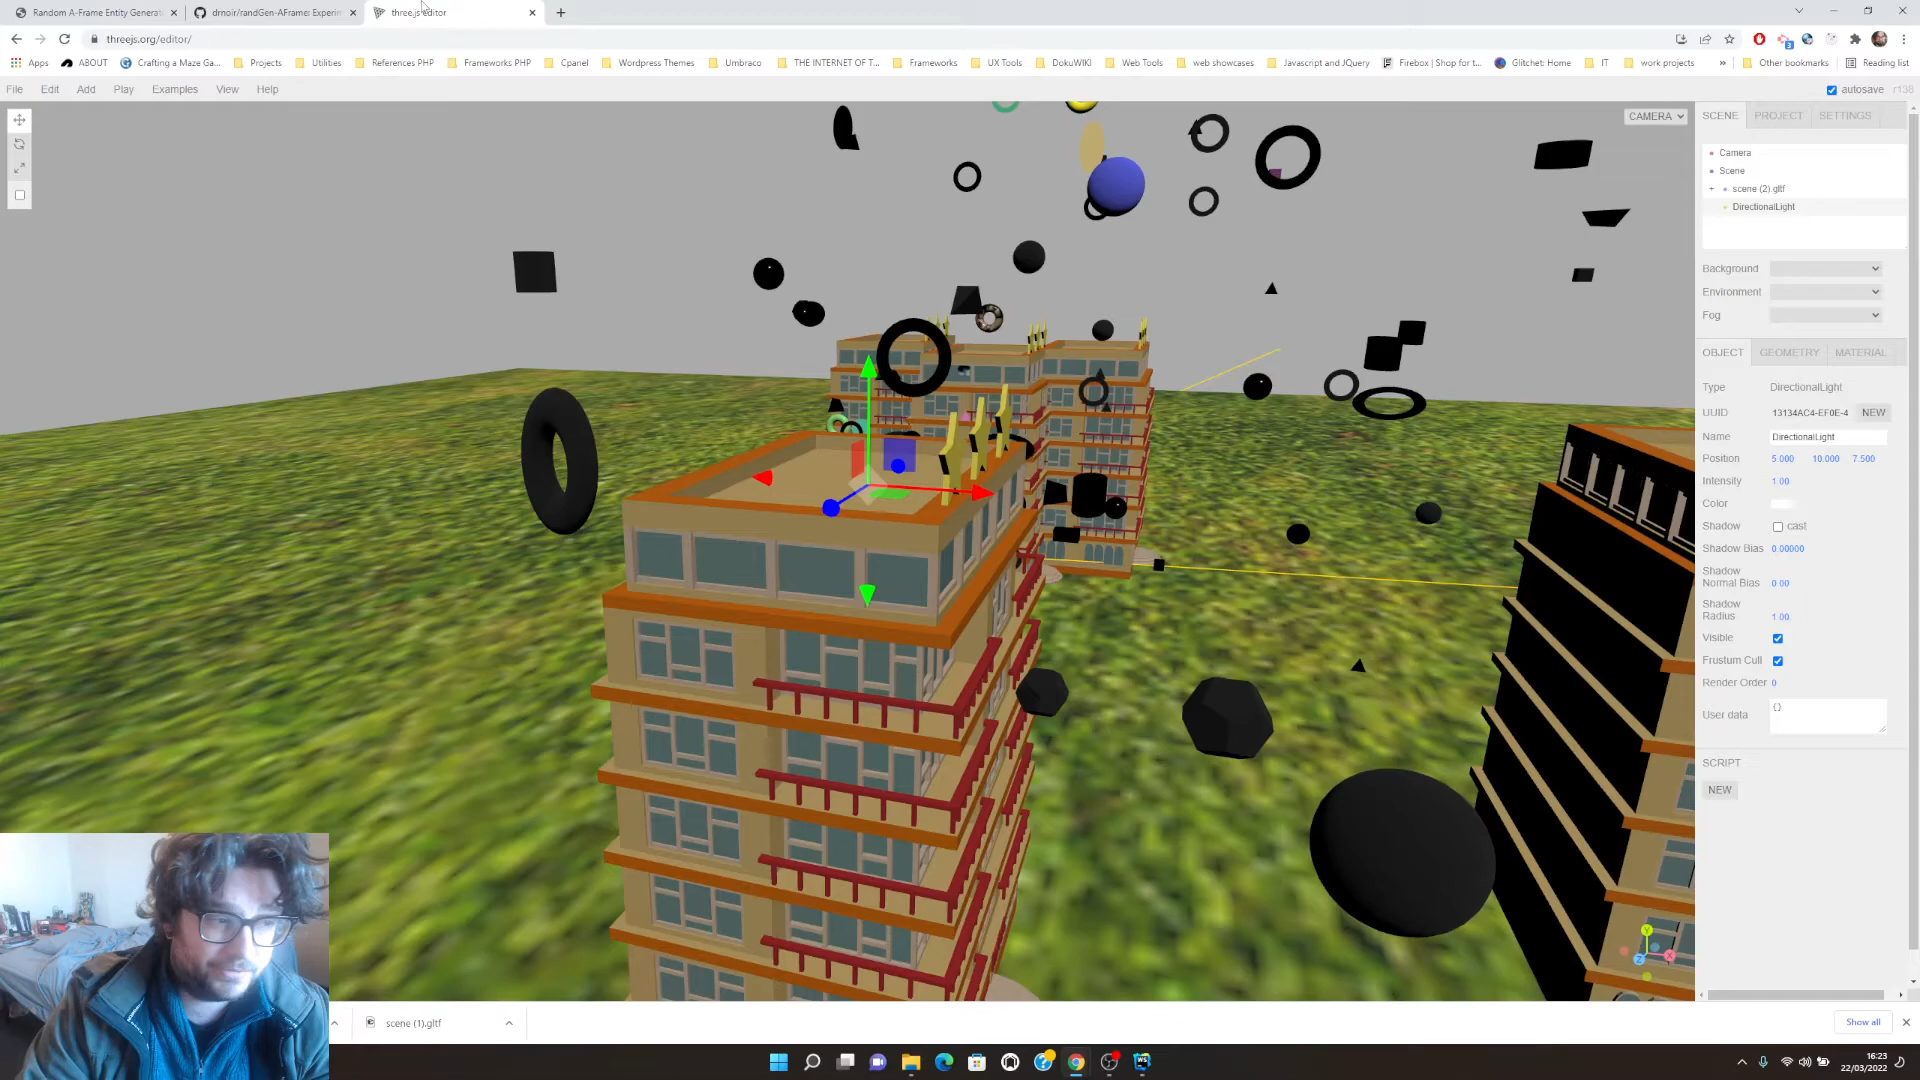 Random A-Frame Entity Generat
drnoir/randGen-AFrame: Experim
three.js editor
threejs.org/editor/
Apps
ABOUT
Crafting a Maze Ga...
Projects
Utilities
References PHP
Frameworks PHP
Cpanel
Wordpress Themes
Umbraco
THE INTERNET OF T...
Frameworks
UX Tools
DokuWIKI
Web Tools
web showcases
Javascript and JQuery
Firebox | Shop for t...
Glitchet: Home
IT
work projects
»
Other bookmarks
Reading list
File
Edit
Add
Play
Examples
View
Help
autosave
r138
CAMERA
SCENE
PROJECT
SETTINGS
Camera
Scene
+ scene (2).gltf
DirectionalLight
Background
Environment
Fog
OBJECT
GEOMETRY
MATERIAL
Type
DirectionalLight
UUID
13134AC4-EF0E-4
NEW
Name
DirectionalLight
Position
5.000
10.000
7.500
Intensity
1.00
Color
Shadow
cast
Shadow Bias
0.00000
Shadow
Normal Bias
0.00
Shadow
Radius
1.00
Visible
Frustum Cull
Render Order
0
User data
{}
SCRIPT
NEW
Y
X
Z
scene (1).gltf
Show all
16:23
22/03/2022